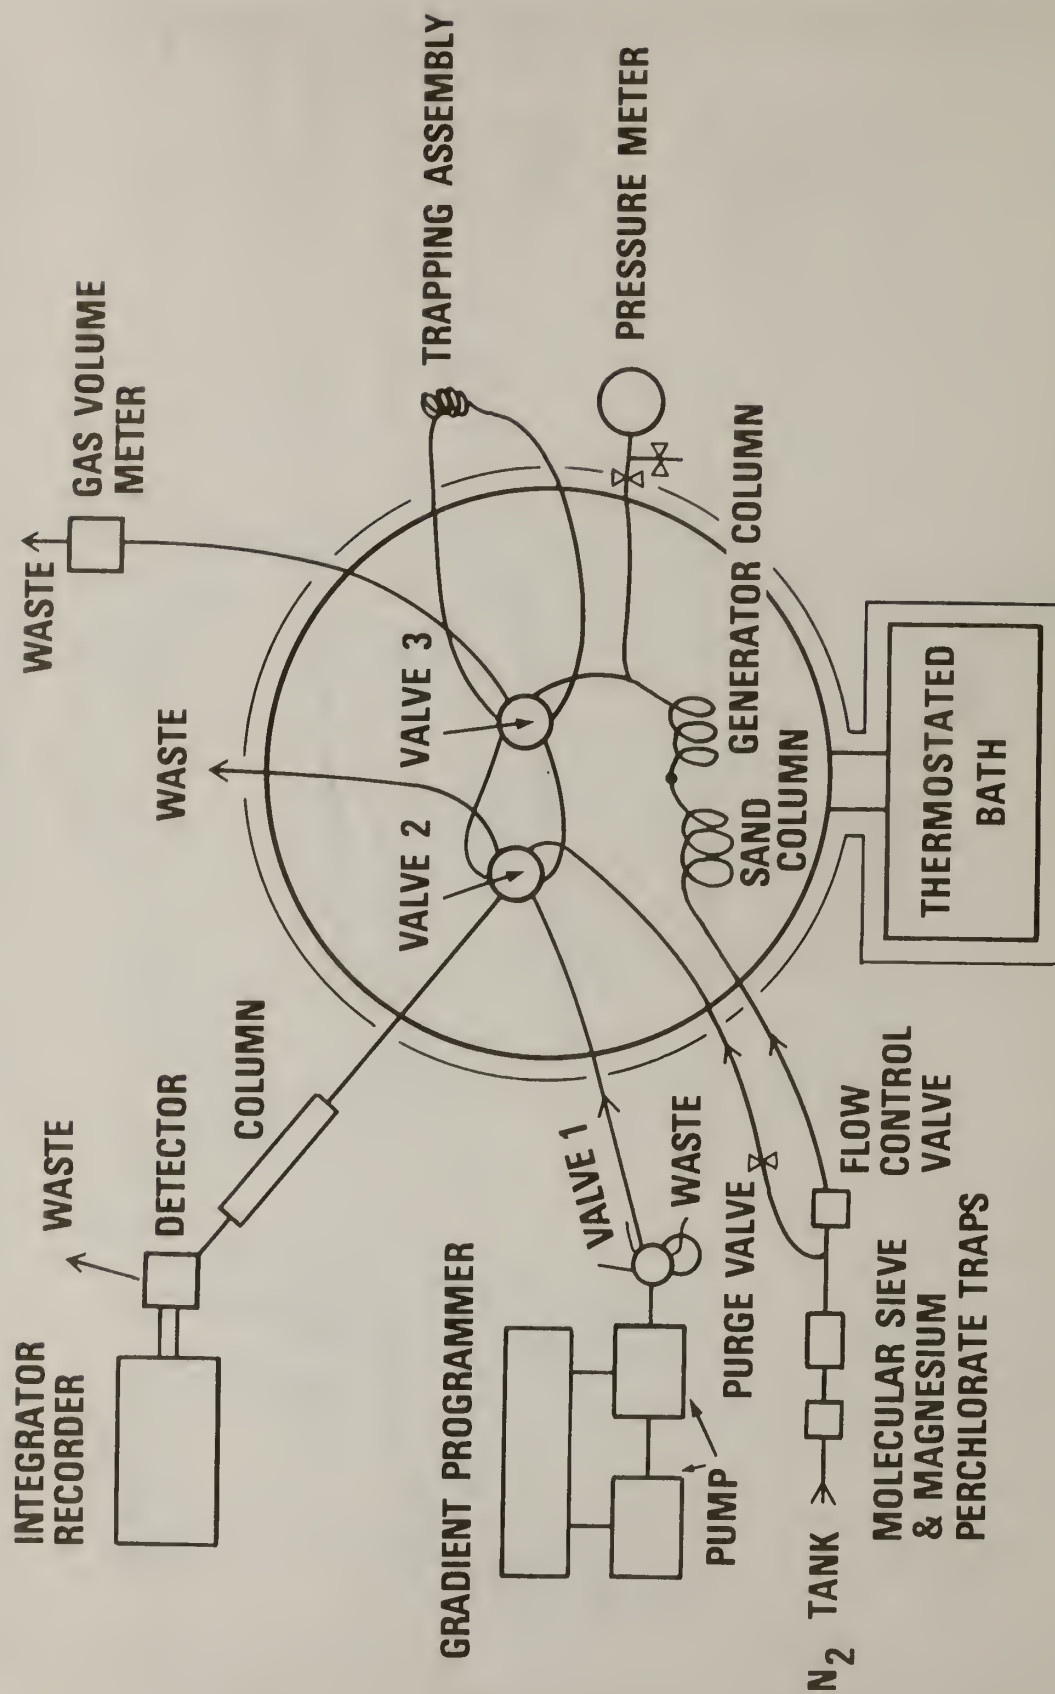 INTEGRATOR
RECORDER
WASTE
DETECTOR
COLUMN
WASTE
WASTE
GAS VOLUME
METER
GRADIENT PROGRAMMER
PUMP
VALVE 1
WASTE
VALVE 2
VALVE 3
TRAPPING ASSEMBLY
PRESSURE METER
PURGE VALVE
N2 TANK
MOLECULAR SIEVE
& MAGNESIUM
PERCHLORATE TRAPS
FLOW
CONTROL
VALVE
SAND
COLUMN
GENERATOR COLUMN
THERMOSTATED
BATH